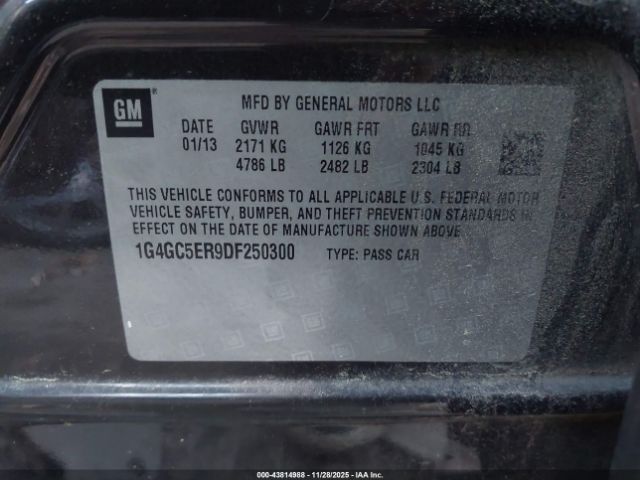 GM ®
MFD BY GENERAL MOTORS LLC
DATE GVWR GAWR FRT GAWR RR
01/13 2171 KG 1126 KG 1045 KG
4786 LB 2482 LB 2304 LB
THIS VEHICLE CONFORMS TO ALL APPLICABLE U.S. FEDERAL MOTOR
VEHICLE SAFETY, BUMPER, AND THEFT PREVENTION STANDARDS IN
EFFECT ON THE DATE OF MANUFACTURE SHOWN ABOVE
1G4GC5ER9DF250300 TYPE: PASS CAR
000-43814988 - 11/28/2025 - IAA Inc.